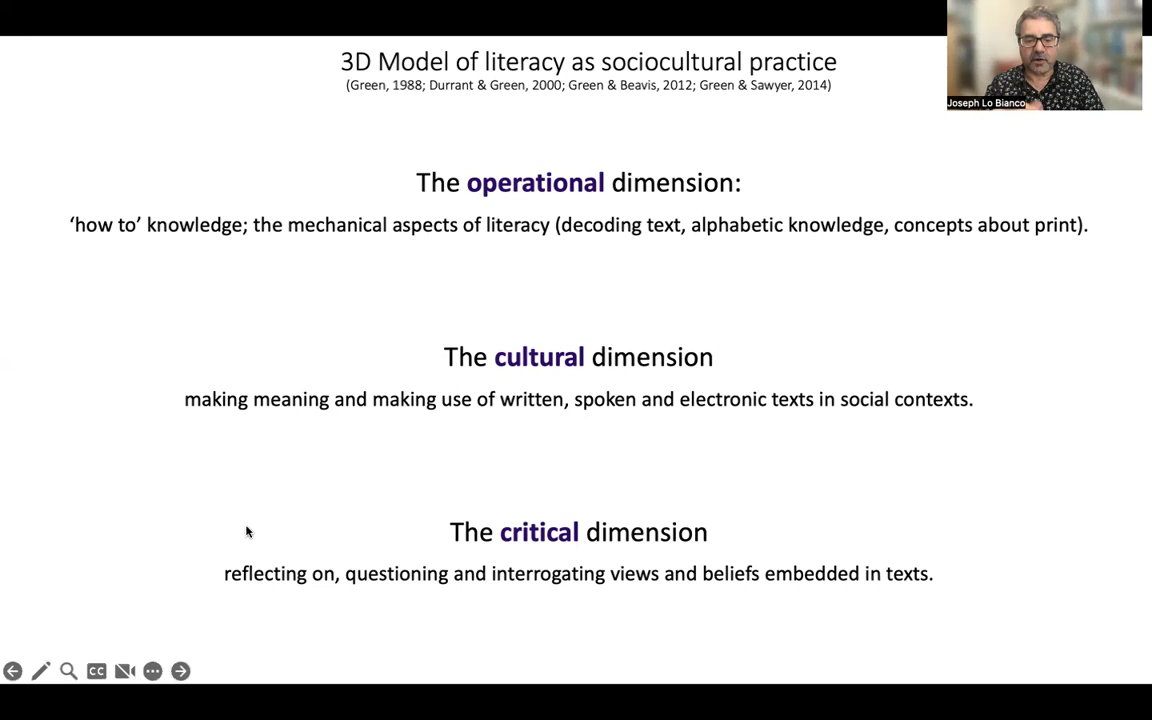 3D Model of literacy as sociocultural practice
(Green, 1988; Durrant & Green, 2000; Green & Beavis, 2012; Green & Sawyer, 2014)
Joseph Lo Bianco
The operational dimension:
‘how to’ knowledge; the mechanical aspects of literacy (decoding text, alphabetic knowledge, concepts about print).
The cultural dimension
making meaning and making use of written, spoken and electronic texts in social contexts.
The critical dimension
reflecting on, questioning and interrogating views and beliefs embedded in texts.
CC